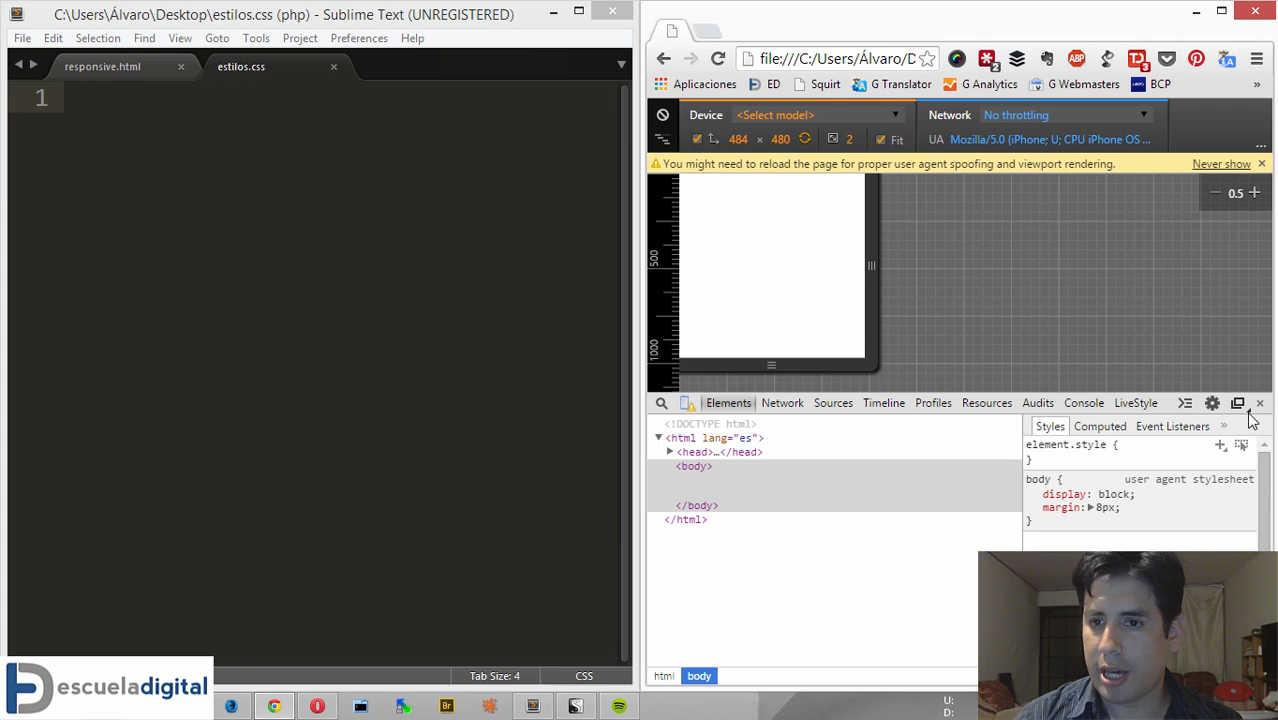 C:\Users\Álvaro\Desktop\estilos.css (php) - Sublime Text (UNREGISTERED)
File Edit Selection Find View Goto Tools Project Preferences Help
responsive.html × estilos.css ×
1
Tab Size: 4 CSS
escueladigital
file:///C:/Users/Álvaro/D
2
3
Aplicaciones ED Squirt G Translator G Analytics G Webmasters BCP »
Device <Select model> Network No throttling
484 × 480 2 Fit UA Mozilla/5.0 (iPhone; U; CPU iPhone OS ...
You might need to reload the page for proper user agent spoofing and viewport rendering. Never show ×
0.5
500
1000
Elements Network Sources Timeline Profiles Resources Audits Console LiveStyle
<!DOCTYPE html>
<html lang="es">
<head>…</head>
<body>
</body>
</html>
Styles Computed Event Listeners »
element.style {
}
body { user agent stylesheet
display: block;
margin: 8px;
}
html body
Br
U:
D: